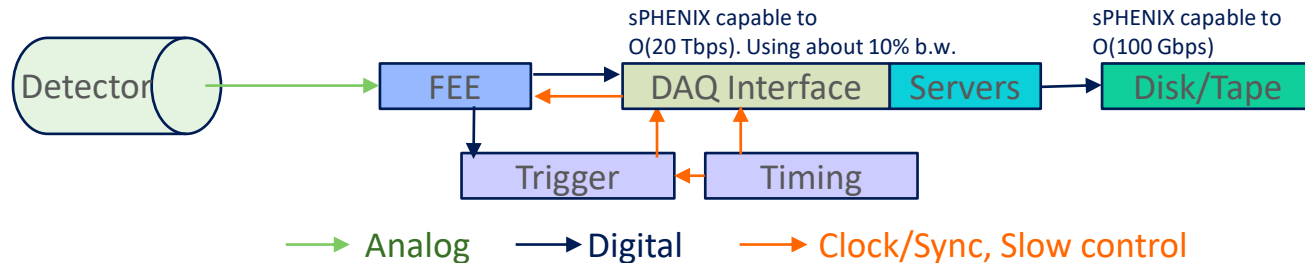 sPHENIX capable to
O(20 Tbps). Using about 10% b.w.
sPHENIX capable to
O(100 Gbps)
Detector
FEE
DAQ Interface
Servers
Disk/Tape
Trigger
Timing
Analog
Digital
Clock/Sync, Slow control